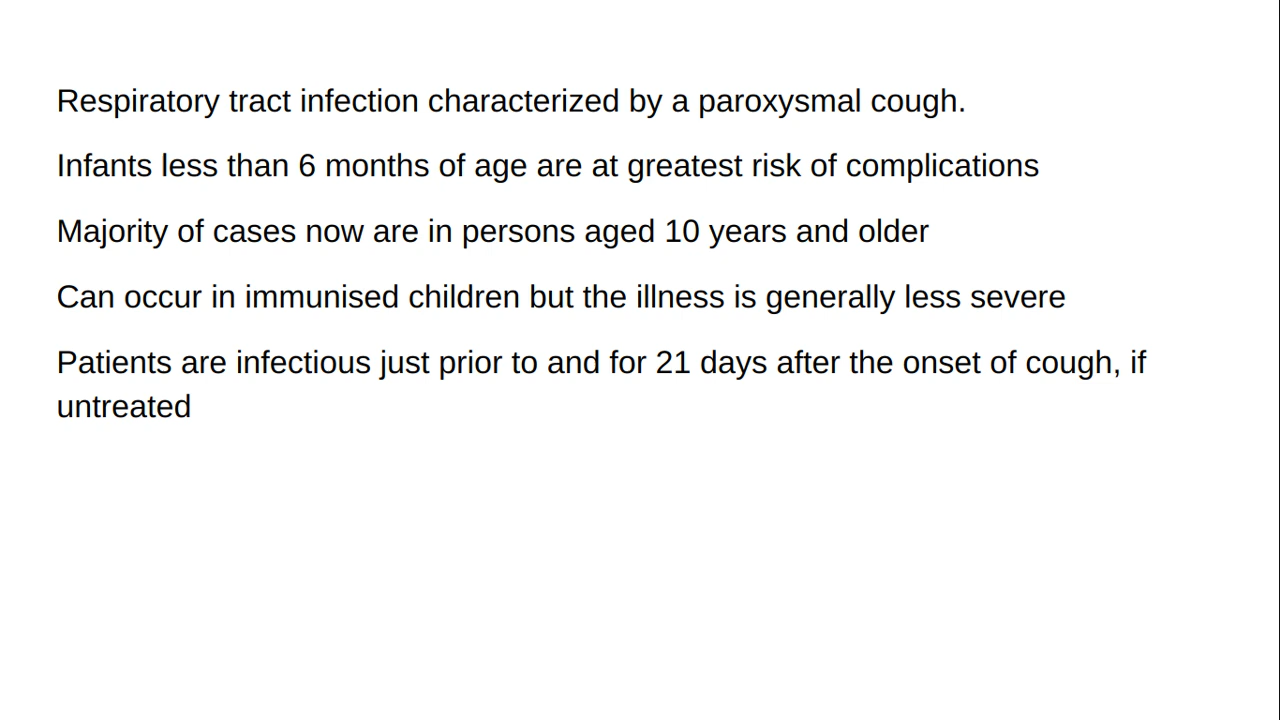 Respiratory tract infection characterized by a paroxysmal cough.
Infants less than 6 months of age are at greatest risk of complications
Majority of cases now are in persons aged 10 years and older
Can occur in immunised children but the illness is generally less severe
Patients are infectious just prior to and for 21 days after the onset of cough, if
untreated